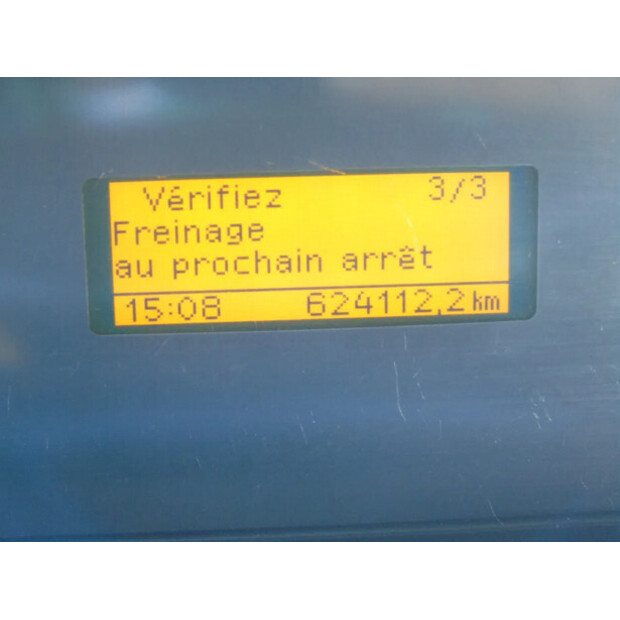 Vérifiez 3/3
Freinage
au prochain arrêt
15:08 624112,2 km